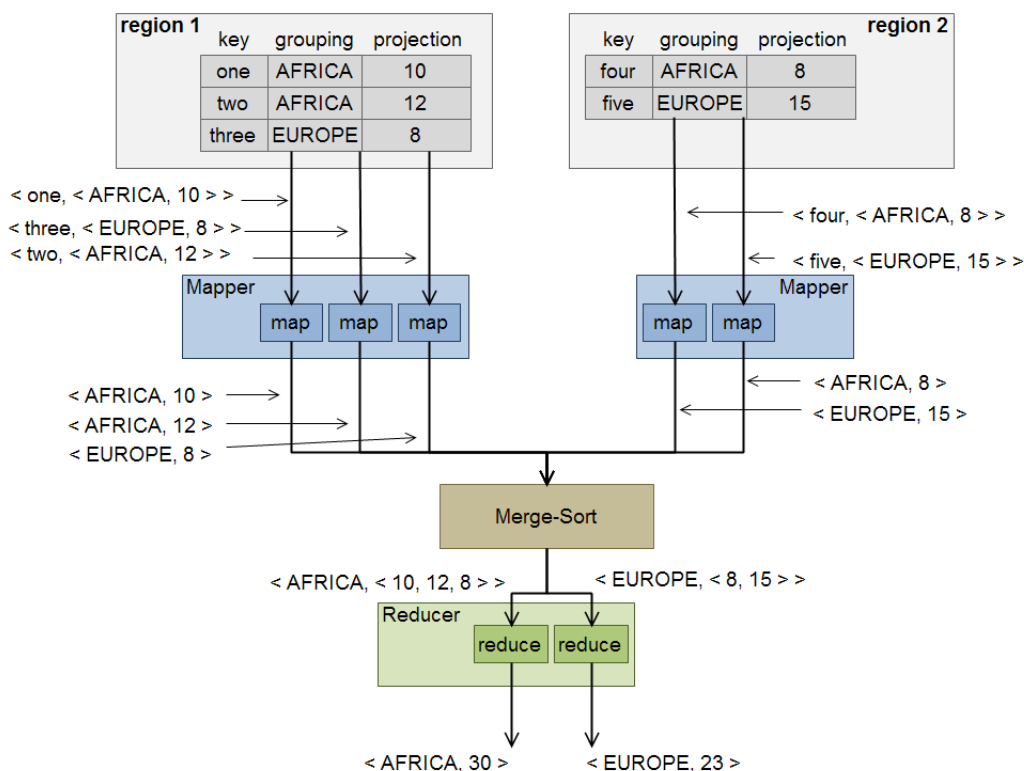 region 1
key grouping projection
one AFRICA 10
two AFRICA 12
three EUROPE 8
region 2
key grouping projection
four AFRICA 8
five EUROPE 15
< one, < AFRICA, 10 > >
< three, < EUROPE, 8 > >
< two, < AFRICA, 12 > >
< four, < AFRICA, 8 > >
< five, < EUROPE, 15 > >
Mapper
map map map
Mapper
map map
< AFRICA, 10 >
< AFRICA, 12 >
< EUROPE, 8 >
< AFRICA, 8 >
< EUROPE, 15 >
Merge-Sort
< AFRICA, < 10, 12, 8 > >
< EUROPE, < 8, 15 > >
Reducer
reduce reduce
< AFRICA, 30 >
< EUROPE, 23 >